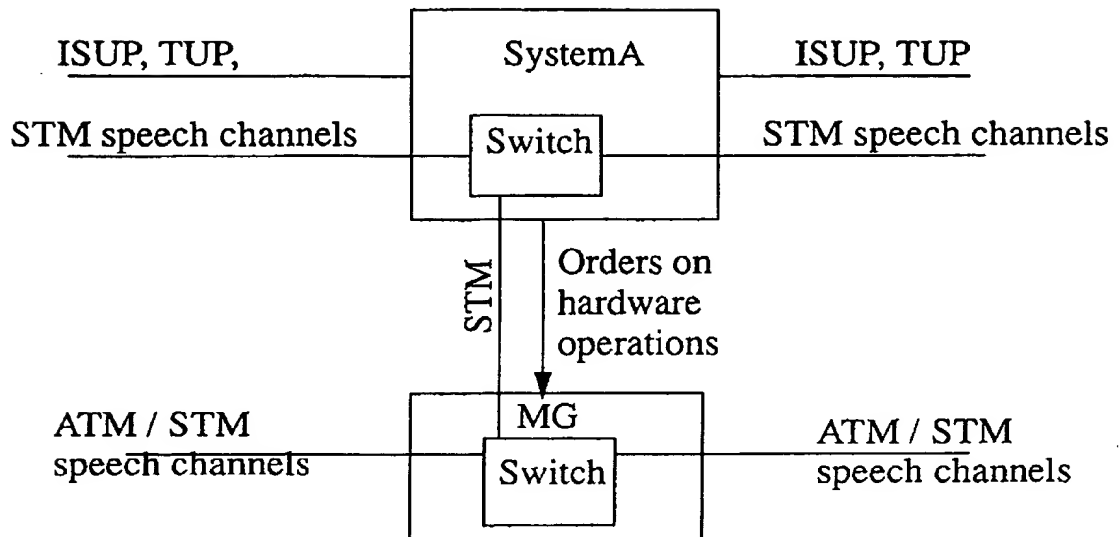 ISUP, TUP,
SystemA
ISUP, TUP
STM speech channels
Switch
STM speech channels
STM
Orders on
hardware
operations
MG
ATM / STM
speech channels
Switch
ATM / STM
speech channels